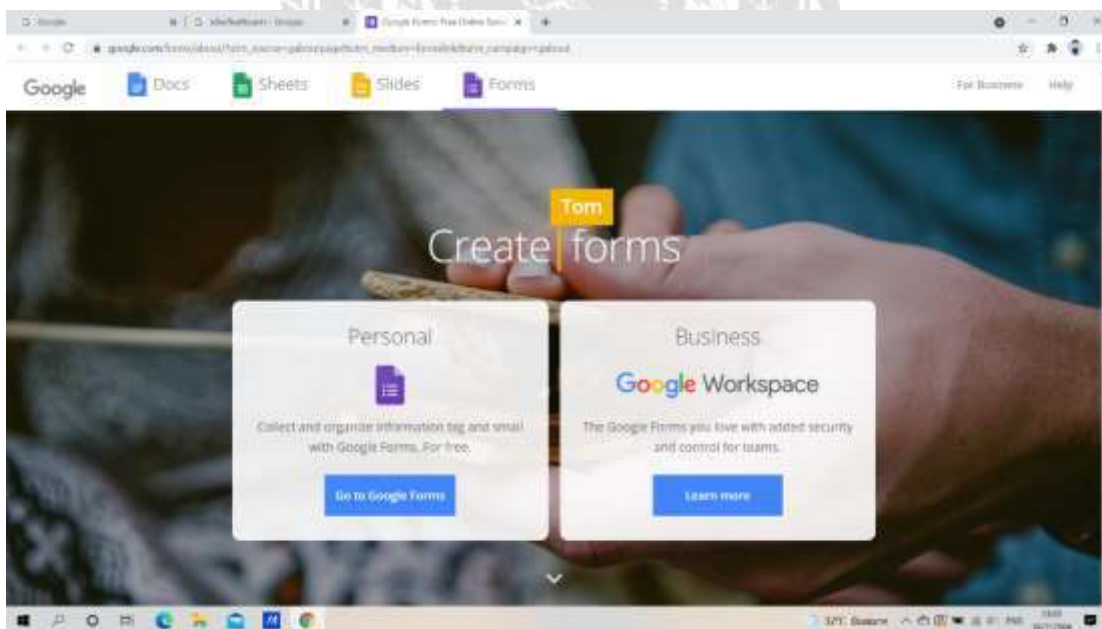 Google
Docs
Sheets
Slides
Forms
For Business
Help
Tom
Create forms
Personal
Collect and organize information big and small
with Google Forms. For free.
Go to Google Forms
Business
Google Workspace
The Google Forms you love with added security
and control for teams.
Learn more